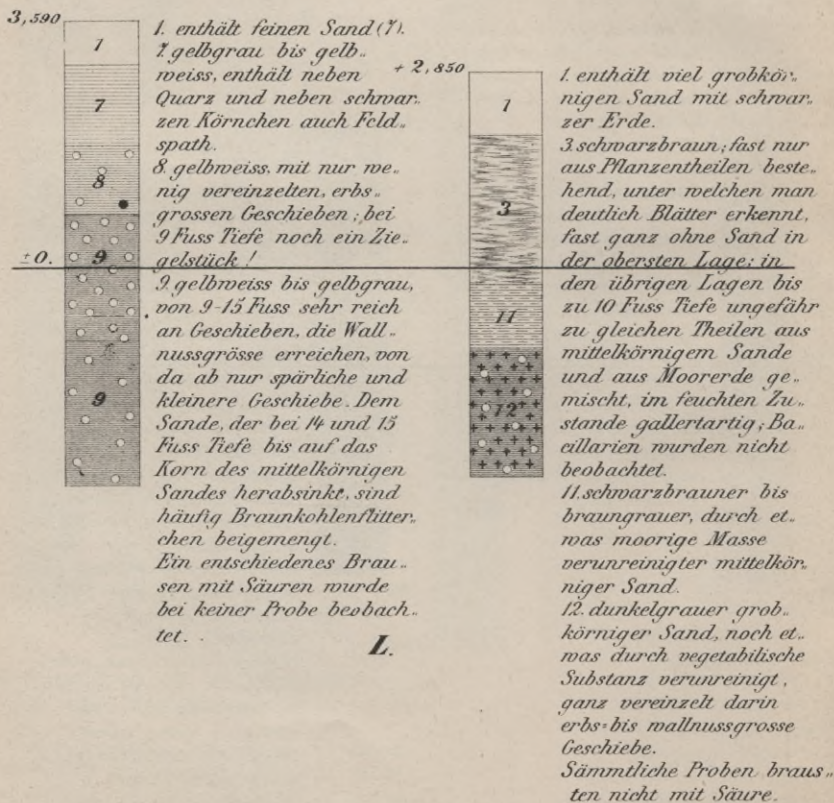 3,590
1
7
8
±0.
9
9
1. enthält feinen Sand (7).
7. gelbgrau bis gelb„
weiss, enthält neben
Quarz und neben schwar„
zen Körnchen auch Feld„
spath.
8. gelbweiss, mit nur we„
nig vereinzelten, erbs„
grossen Geschieben; bei
9 Fuss Tiefe noch ein Zie„
gelstück!
9. gelbweiss bis gelbgrau,
von 9-15 Fuss sehr reich
an Geschieben, die Wall„
nussgrösse erreichen, von
da ab nur spärliche und
kleinere Geschiebe. Dem
Sande, der bei 14 und 15
Fuss Tiefe bis auf das
Korn des mittelkörnigen
Sandes herabsinkt, sind
häufig Braunkohlenflitter„
chen beigemengt.
Ein entschiedenes Brau„
sen mit Säuren wurde
bei keiner Probe beobach„
tet.
L.
+ 2,850
1
3
11
12
1. enthält viel grobkör„
nigen Sand mit schwar„
zer Erde.
3. schwarzbraun; fast nur
aus Pflanzentheilen beste„
hend, unter welchen man
deutlich Blätter erkennt,
fast ganz ohne Sand in
der obersten Lage; in
den übrigen Lagen bis
zu 10 Fuss Tiefe ungefähr
zu gleichen Theilen aus
mittelkörnigem Sande
und aus Moorerde ge„
mischt, im feuchten Zu„
stande gallertartig; Ba„
cillarien wurden nicht
beobachtet.
11. schwarzbrauner bis
braungrauer, durch et„
was moorige Masse
verunreinigter mittelkör„
niger Sand.
12. dunkelgrauer grob„
körniger Sand, noch et„
was durch vegetabilische
Substanz verunreinigt,
ganz vereinzelt darin
erbs= bis wallnussgrosse
Geschiebe.
Sämmtliche Proben braus„
ten nicht mit Säure.